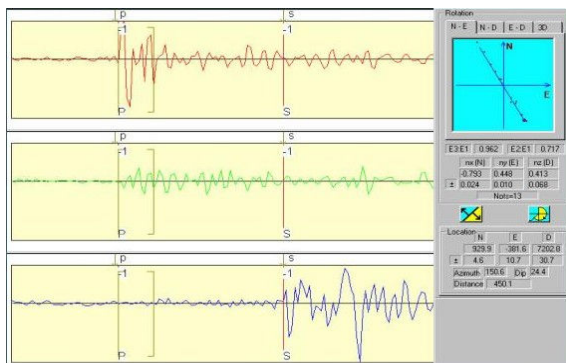 p s
-1 -1
P S
p s
-1 -1
P S
p s
-1 -1
P S
Rotation
N - E N - D E - D 3D
N
E
E3:E1 0.962 E2:E1 0.717
nx (N) ny (E) nz (D)
-0.793 0.448 0.413
± 0.024 0.010 0.068
Nots=13
Location
N E D
929.9 -381.6 7202.0
± 4.6 10.7 30.7
Azimuth 150.6 Dip 24.4
Distance 450.1